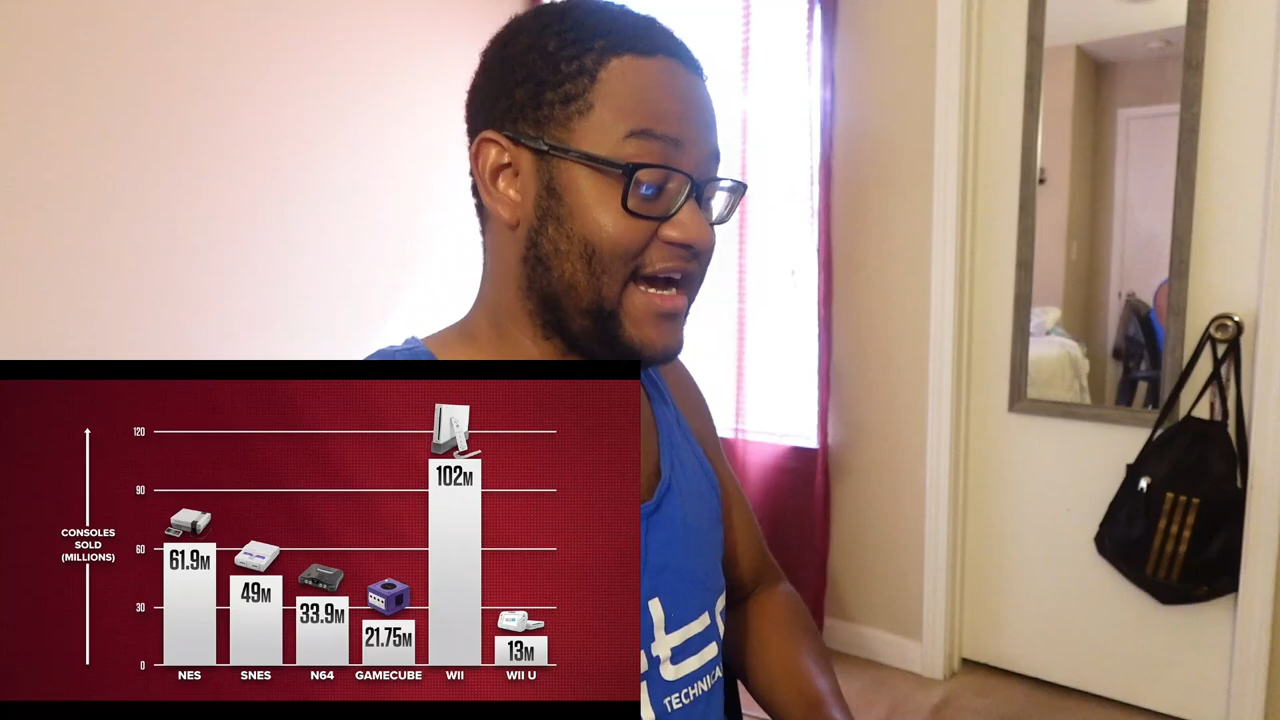 120
90
60
30
0
CONSOLES
SOLD
(MILLIONS)
61.9M
49M
33.9M
21.75M
102M
13M
NES
SNES
N64
GAMECUBE
WII
WII U
TECHNICA